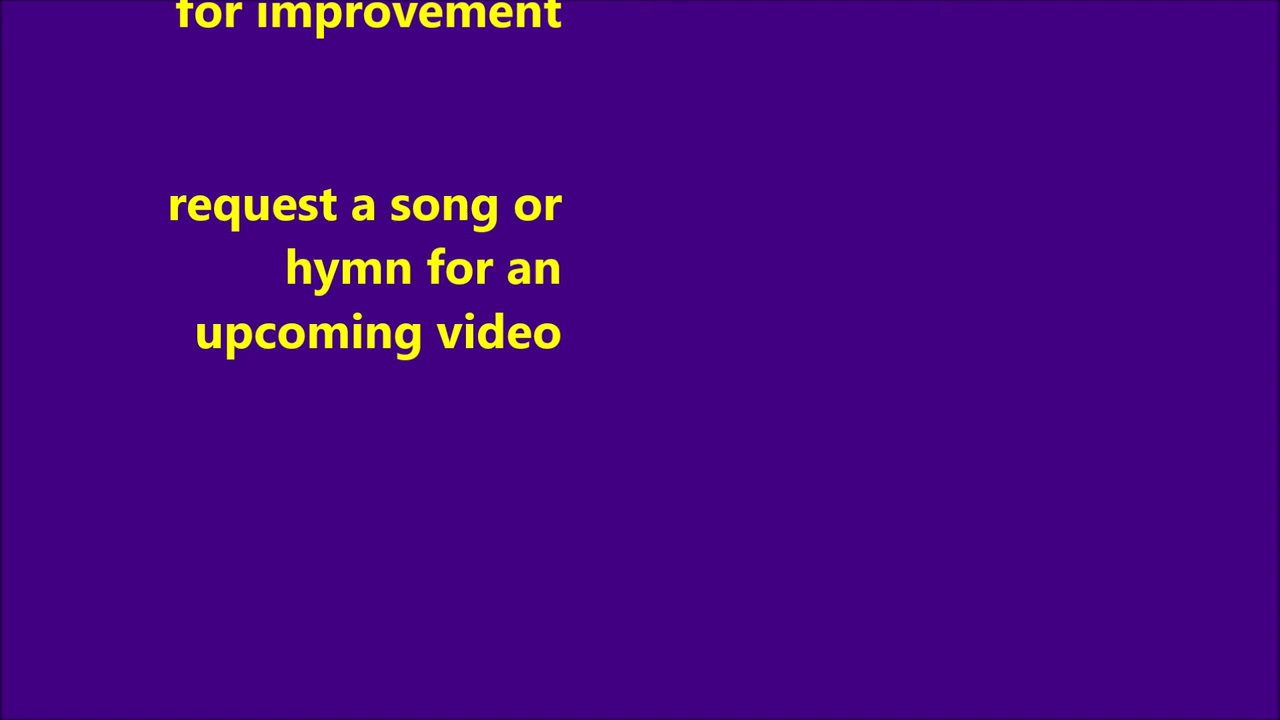 for improvement
request a song or
hymn for an
upcoming video